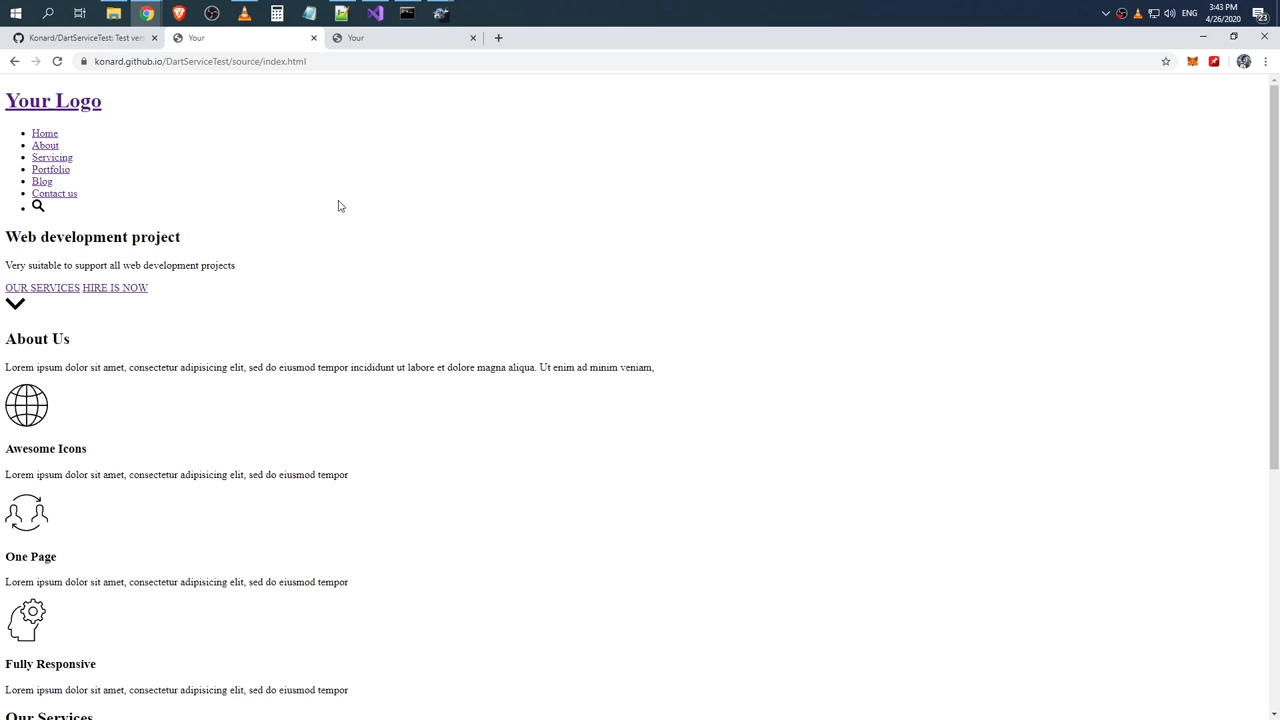 3:43 PM
ENG
4/26/2020
23
Konard/DartServiceTest: Test ver
Your
Your
konard.github.io/DartServiceTest/source/index.html
Your Logo
Home
About
Servicing
Portfolio
Blog
Contact us
Web development project
Very suitable to support all web development projects
OUR SERVICES HIRE IS NOW
About Us
Lorem ipsum dolor sit amet, consectetur adipisicing elit, sed do eiusmod tempor incididunt ut labore et dolore magna aliqua. Ut enim ad minim veniam,
Awesome Icons
Lorem ipsum dolor sit amet, consectetur adipisicing elit, sed do eiusmod tempor
One Page
Lorem ipsum dolor sit amet, consectetur adipisicing elit, sed do eiusmod tempor
Fully Responsive
Lorem ipsum dolor sit amet, consectetur adipisicing elit, sed do eiusmod tempor
Our Services